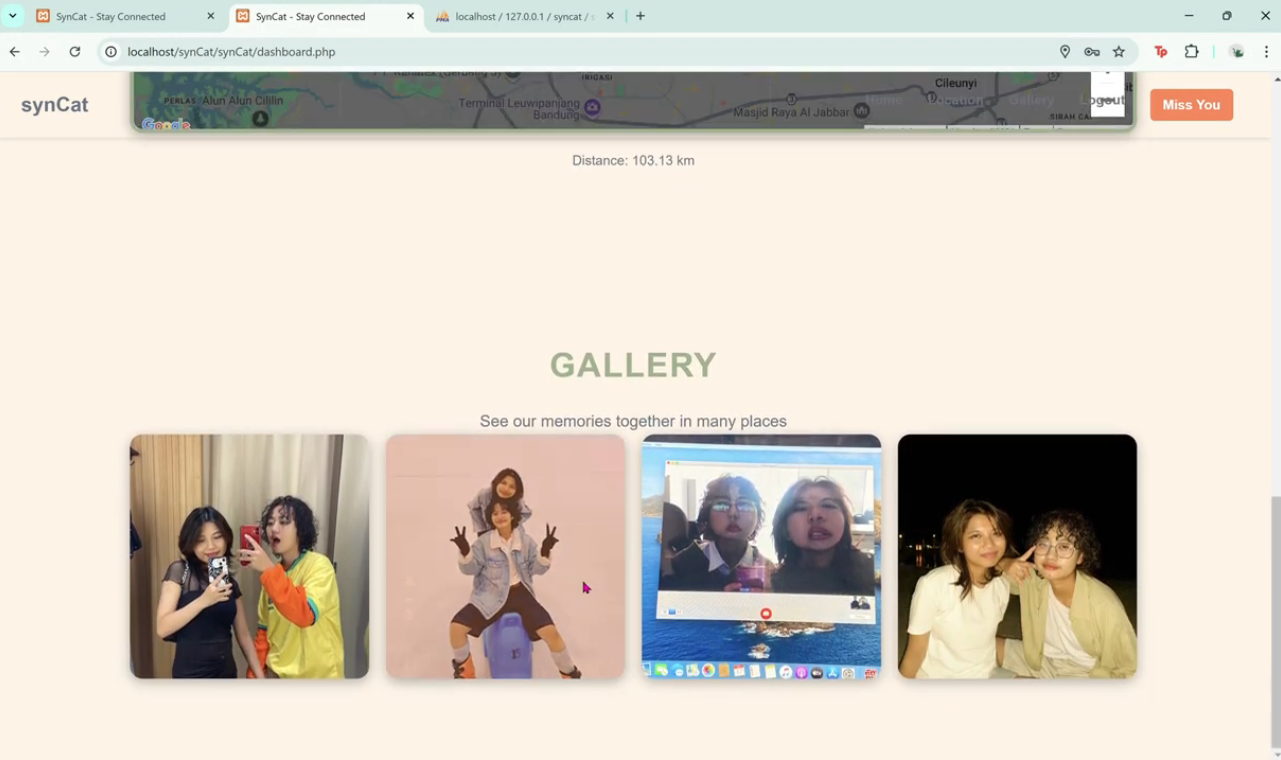 SynCat - Stay Connected
SynCat - Stay Connected
localhost / 127.0.0.1 / syncat /
localhost/synCat/synCat/dashboard.php
synCat
Home
Location
Gallery
Logout
Miss You
IRIGASI
PERLAS Alun Alun Cililin
Terminal Leuwipanjang
Bandung
Masjid Raya Al Jabbar
Cileunyi
Google
Distance: 103.13 km
GALLERY
See our memories together in many places
15